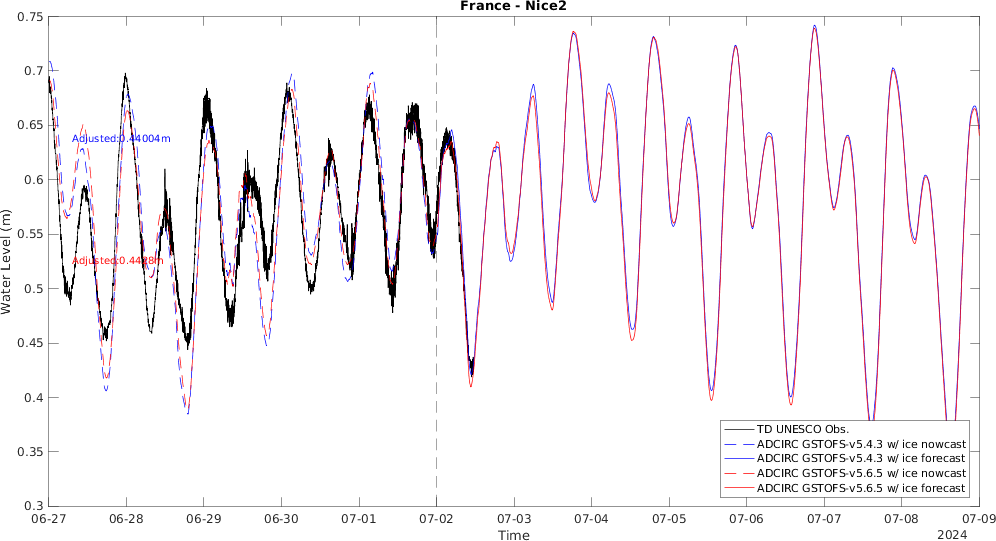 France - Nice2
0.75
0.7
0.65
0.6
0.55
0.5
0.45
0.4
0.35
0.3
Water Level (m)
Adjusted:0.44004m
Adjusted:0.4428m
TD UNESCO Obs.
ADCIRC GSTOFS-v5.4.3 w/ ice nowcast
ADCIRC GSTOFS-v5.4.3 w/ ice forecast
ADCIRC GSTOFS-v5.6.5 w/ ice nowcast
ADCIRC GSTOFS-v5.6.5 w/ ice forecast
06-27 06-28 06-29 06-30 07-01 07-02 07-03 07-04 07-05 07-06 07-07 07-08 07-09
Time
2024